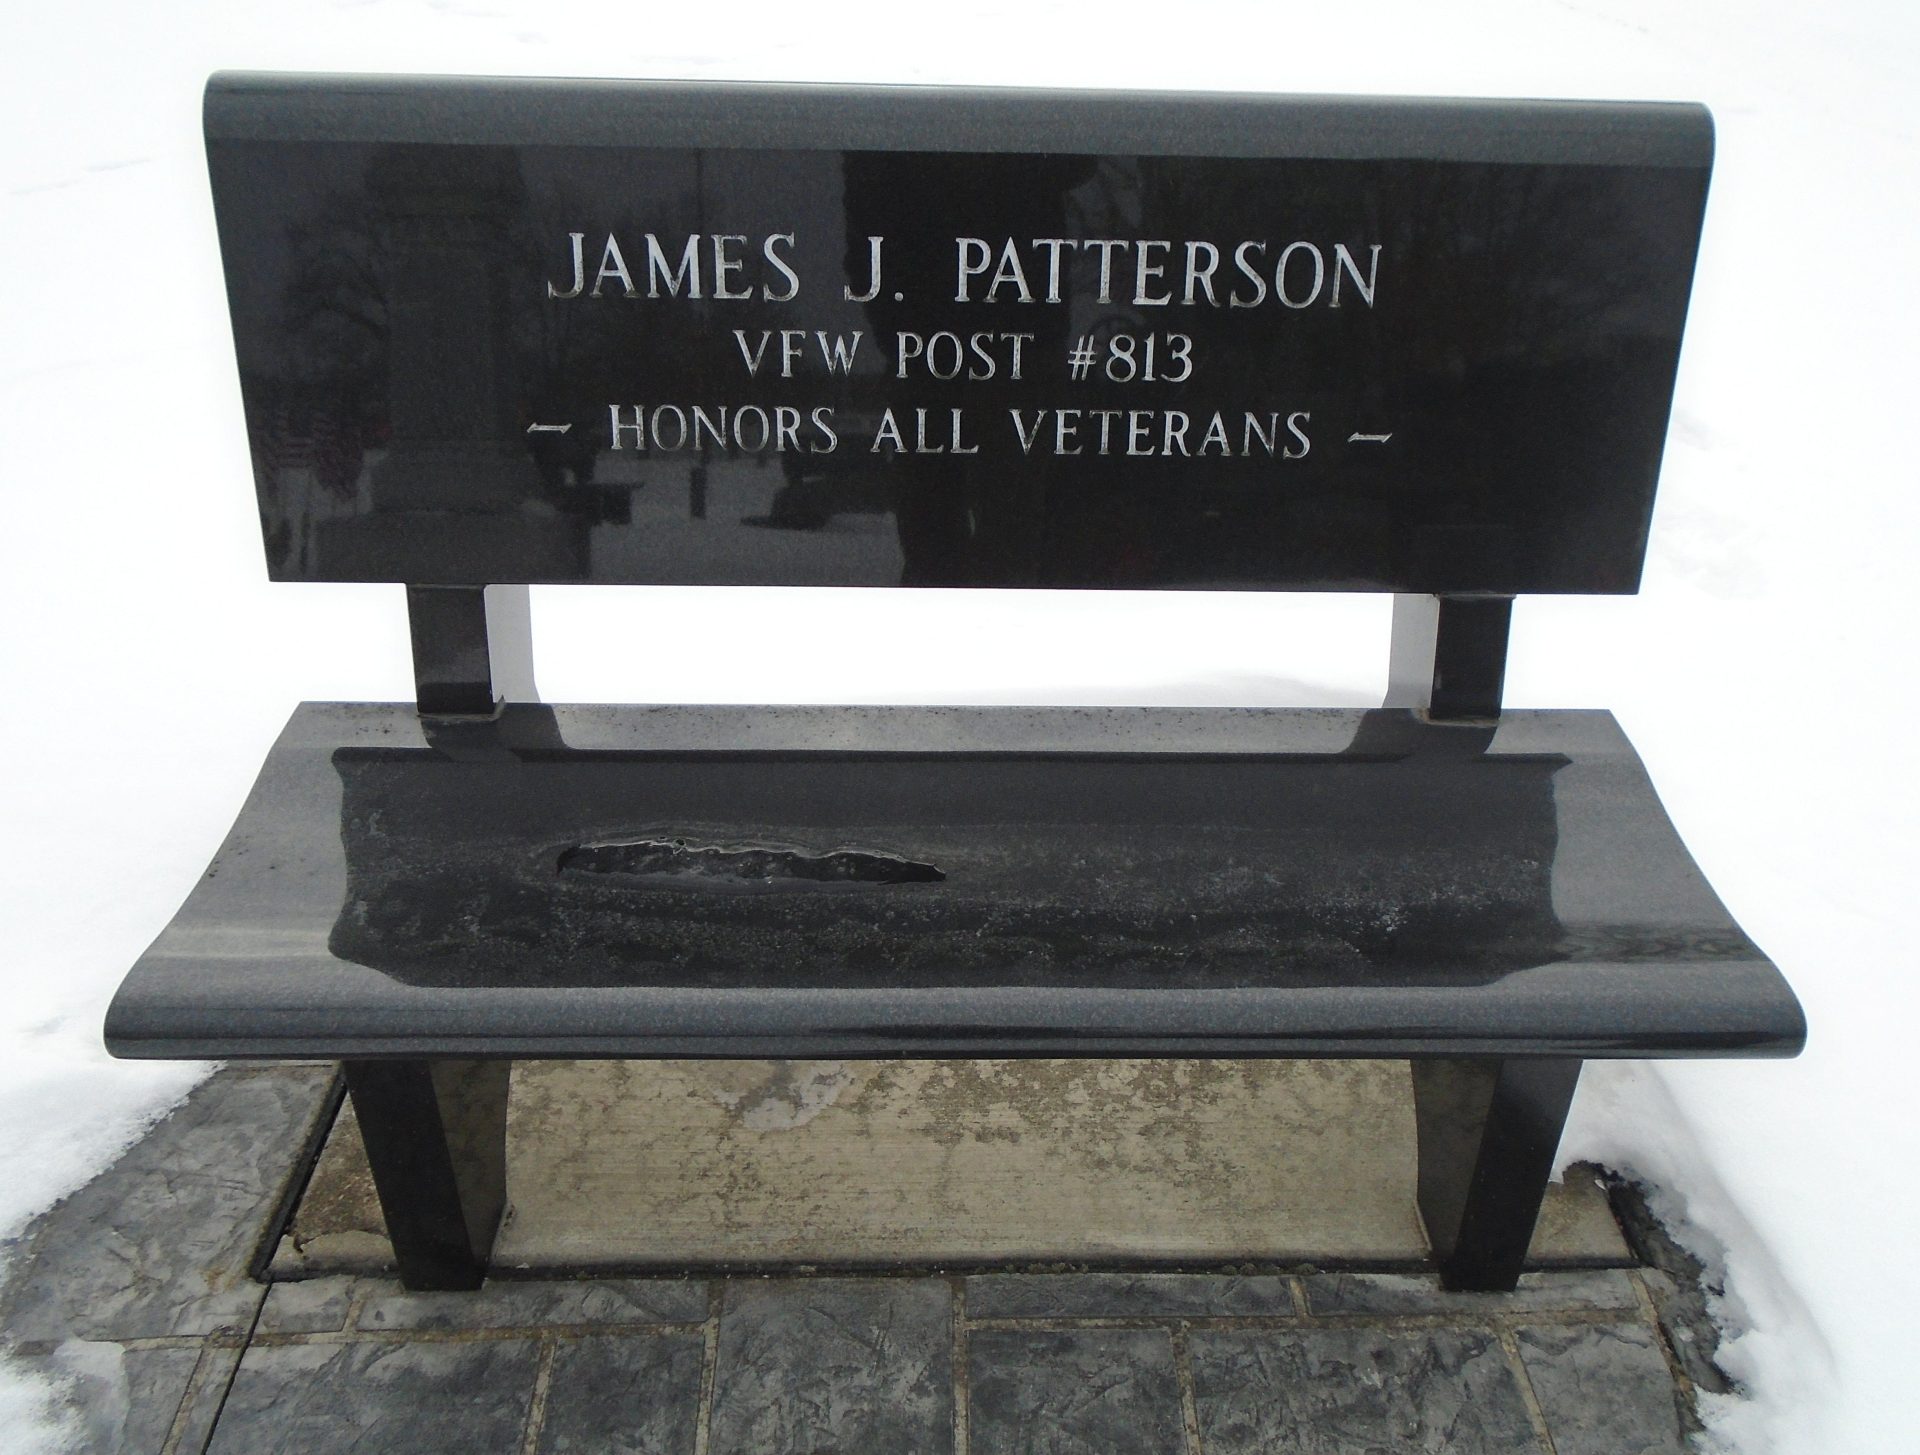 JAMES J. PATTERSON
VFW POST #813
- HONORS ALL VETERANS -